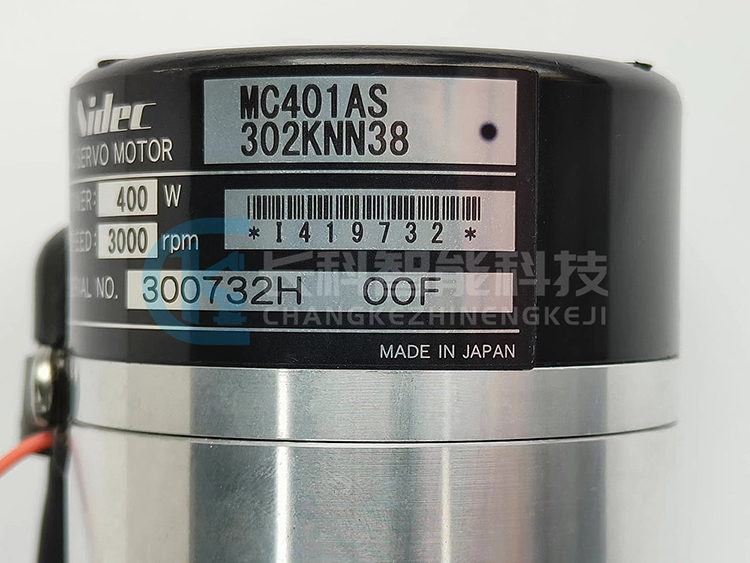 Nidec
MC401AS
302KNN38
SERVO MOTOR
400 W
3000 rpm
*I419732*
NO. 300732H 00F
长科智能科技
CHANGKEZHINENGKEJI
MADE IN JAPAN